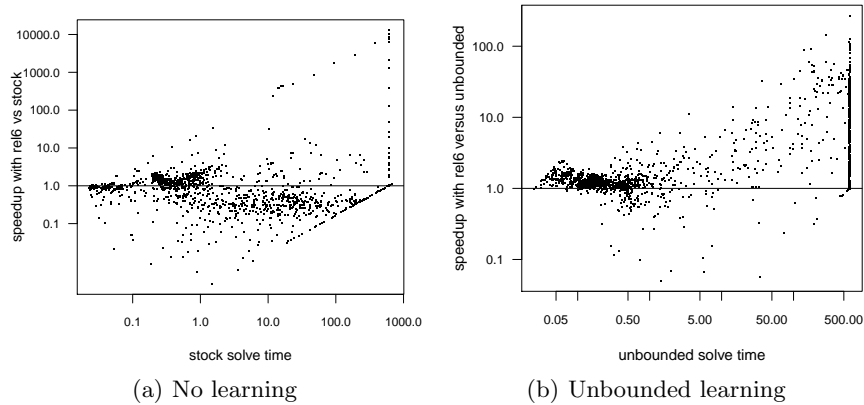 speedup with rel6 vs stock
10000.0
1000.0
100.0
10.0
1.0
0.1
0.1 1.0 10.0 100.0 1000.0
stock solve time
(a) No learning
speedup with rel6 versus unbounded
100.0
10.0
1.0
0.1
0.05 0.50 5.00 50.00 500.00
unbounded solve time
(b) Unbounded learning